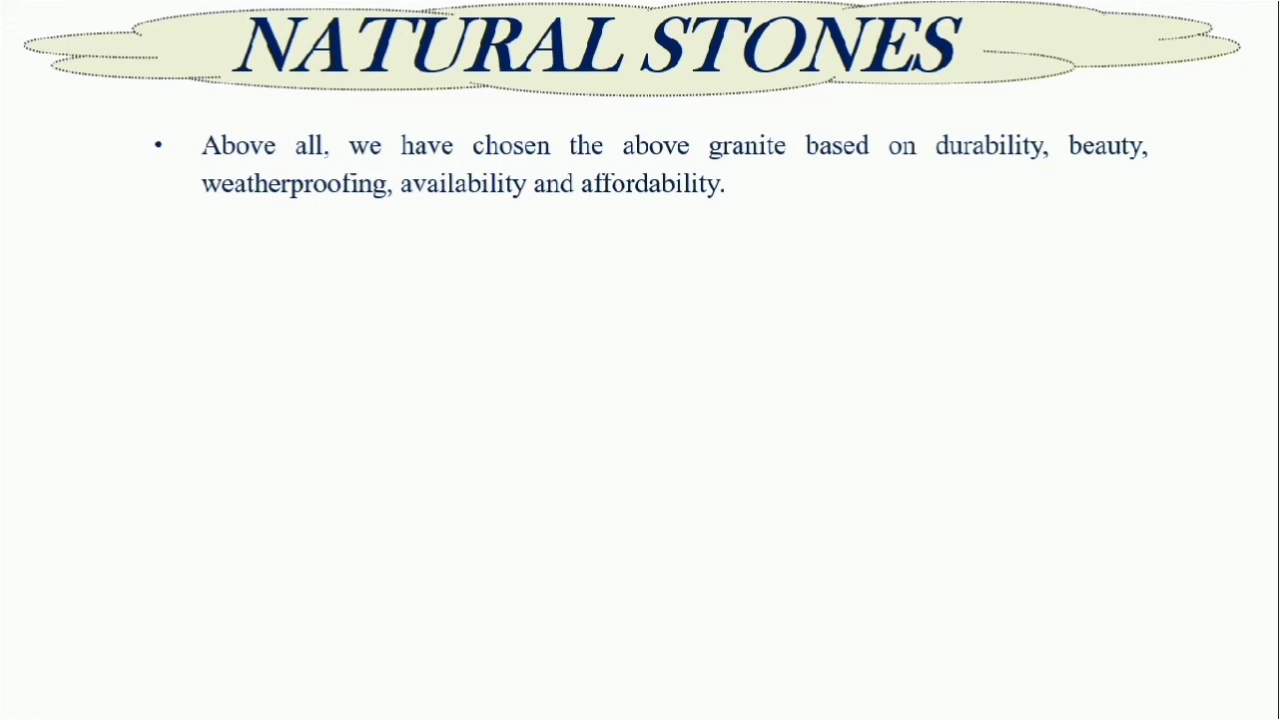 NATURAL STONES
• Above all, we have chosen the above granite based on durability, beauty,
weatherproofing, availability and affordability.